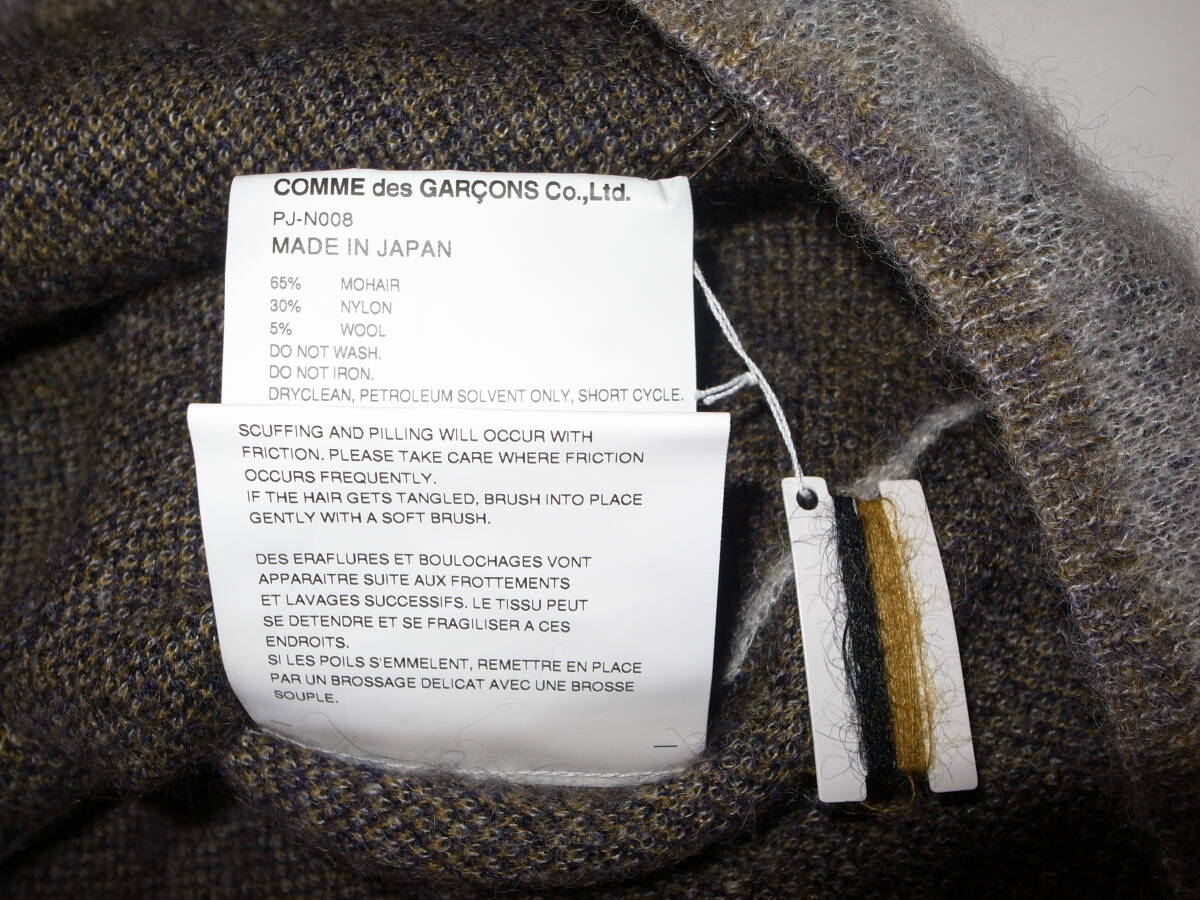 COMME des GARÇONS Co.,Ltd.
PJ-N008
MADE IN JAPAN
65% MOHAIR
30% NYLON
5% WOOL
DO NOT WASH.
DO NOT IRON.
DRYCLEAN, PETROLEUM SOLVENT ONLY, SHORT CYCLE.
SCUFFING AND PILLING WILL OCCUR WITH
FRICTION. PLEASE TAKE CARE WHERE FRICTION
OCCURS FREQUENTLY.
IF THE HAIR GETS TANGLED, BRUSH INTO PLACE
GENTLY WITH A SOFT BRUSH.
DES ERAFLURES ET BOULOCHAGES VONT
APPARAITRE SUITE AUX FROTTEMENTS
ET LAVAGES SUCCESSIFS. LE TISSU PEUT
SE DETENDRE ET SE FRAGILISER A CES
ENDROITS.
SI LES POILS S'EMMELENT, REMETTRE EN PLACE
PAR UN BROSSAGE DELICAT AVEC UNE BROSSE
SOUPLE.